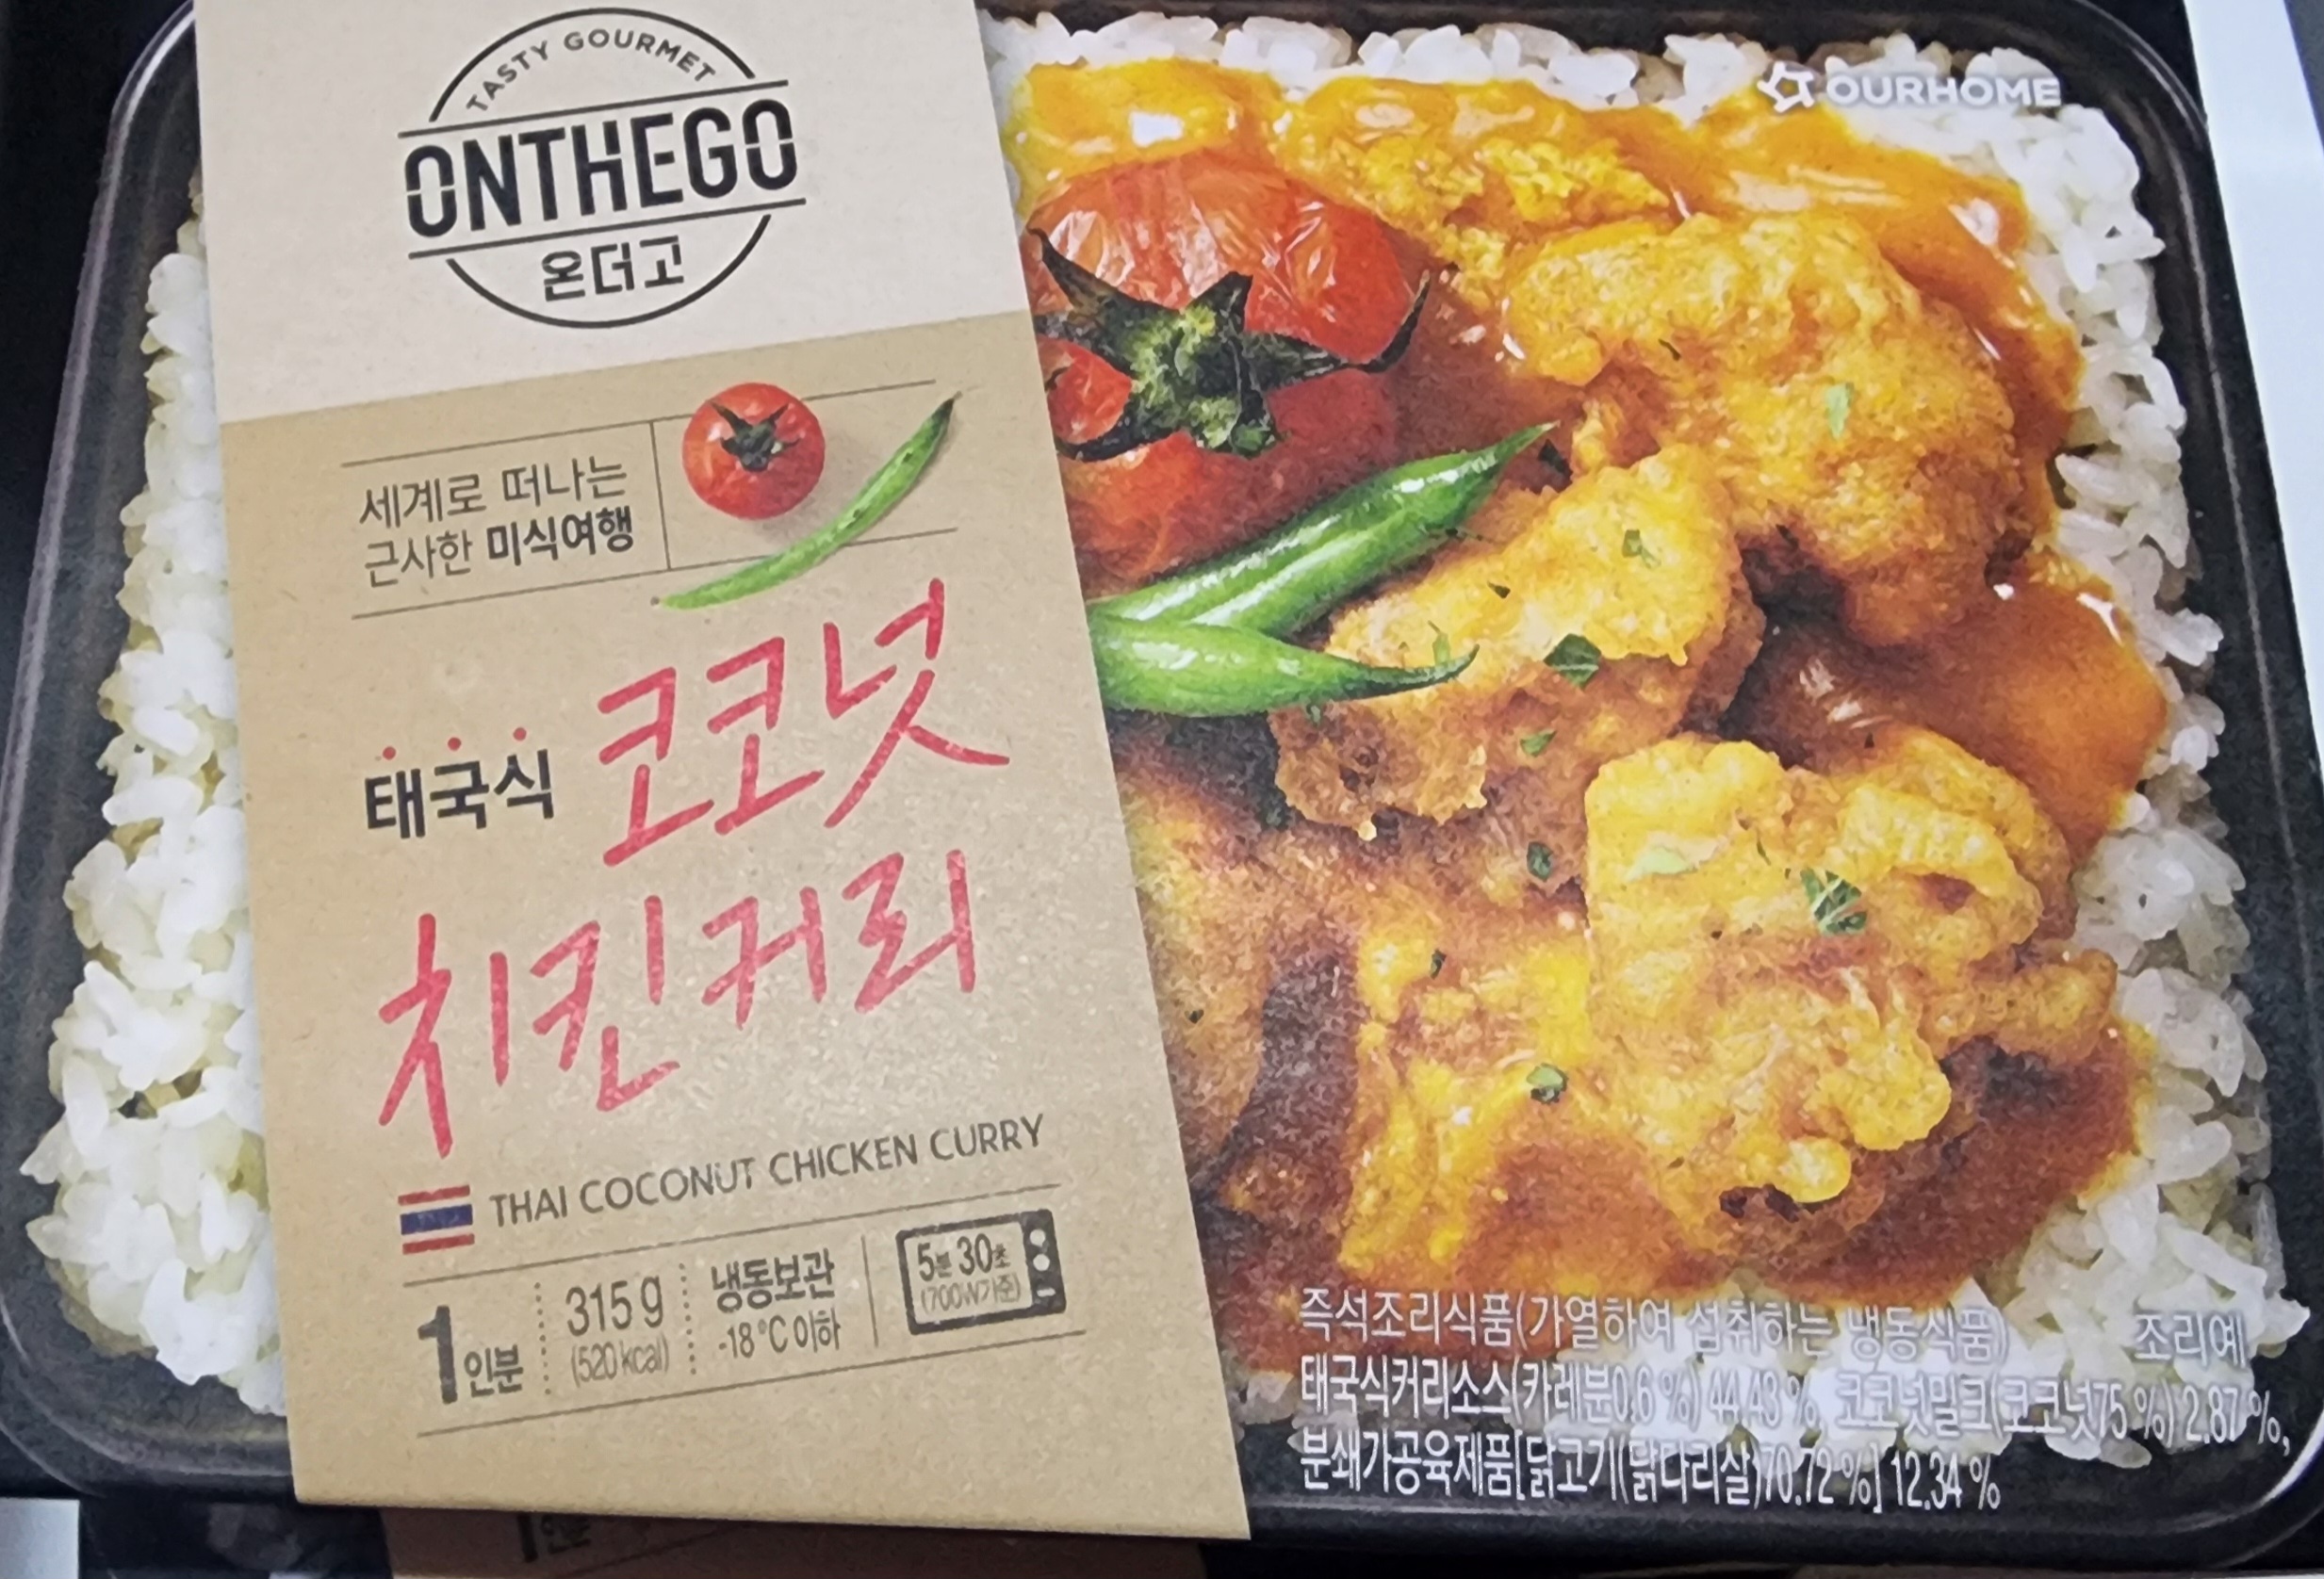 TASTY GOURMET
ONTHEGO
온더고
세계로 떠나는
근사한 미식여행
태국식 코코넛
치킨커리
THAI COCONUT CHICKEN CURRY
1인분
315 g
(520 kcal)
냉동보관
-18 °C 이하
5분 30초
(700W기준)
OURHOME
즉석조리식품(가열하여 섭취하는 냉동식품) 조리예
태국식커리소스(카레분0.6 %) 44.43 %, 코코넛밀크(코코넛75 %) 2.87 %,
분쇄가공육제품[닭고기(닭다리살)70.72 %] 12.34 %
1인분